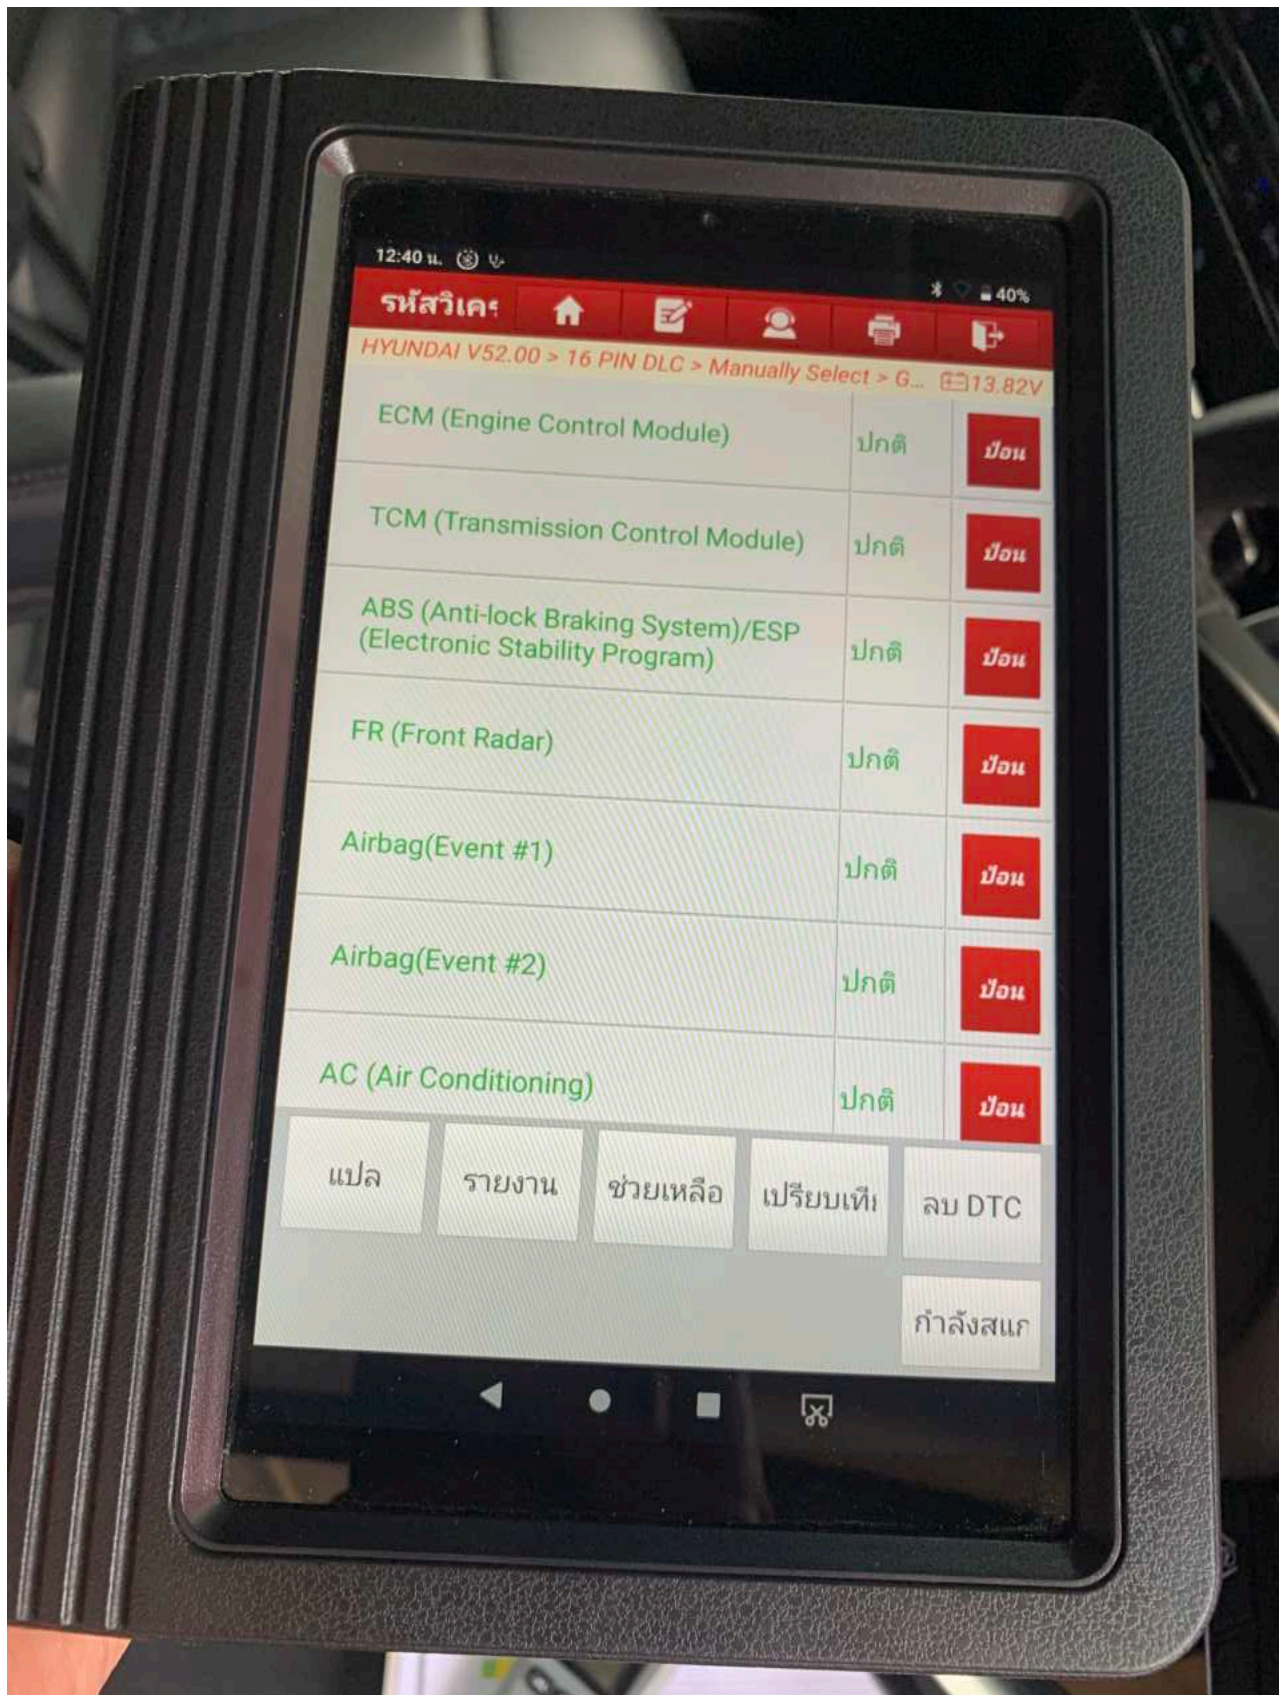 12:40 น.
40%
รหัสวิเคร
HYUNDAI V52.00 > 16 PIN DLC > Manually Select > G... 13.82V
ECM (Engine Control Module) ปกติ ป้อน
TCM (Transmission Control Module) ปกติ ป้อน
ABS (Anti-lock Braking System)/ESP
(Electronic Stability Program) ปกติ ป้อน
FR (Front Radar) ปกติ ป้อน
Airbag(Event #1) ปกติ ป้อน
Airbag(Event #2) ปกติ ป้อน
AC (Air Conditioning) ปกติ ป้อน
แปล รายงาน ช่วยเหลือ เปรียบเที ลบ DTC
กำลังสแก